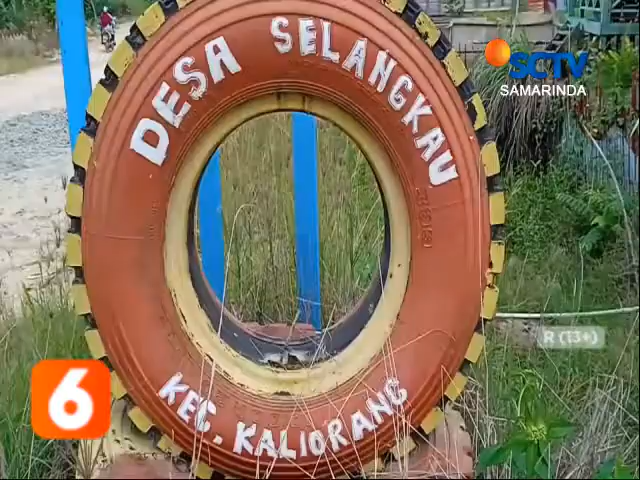 DESA SELANGKAU
KEC. KALIORANG
SCTV
SAMARINDA
R (13+)
6